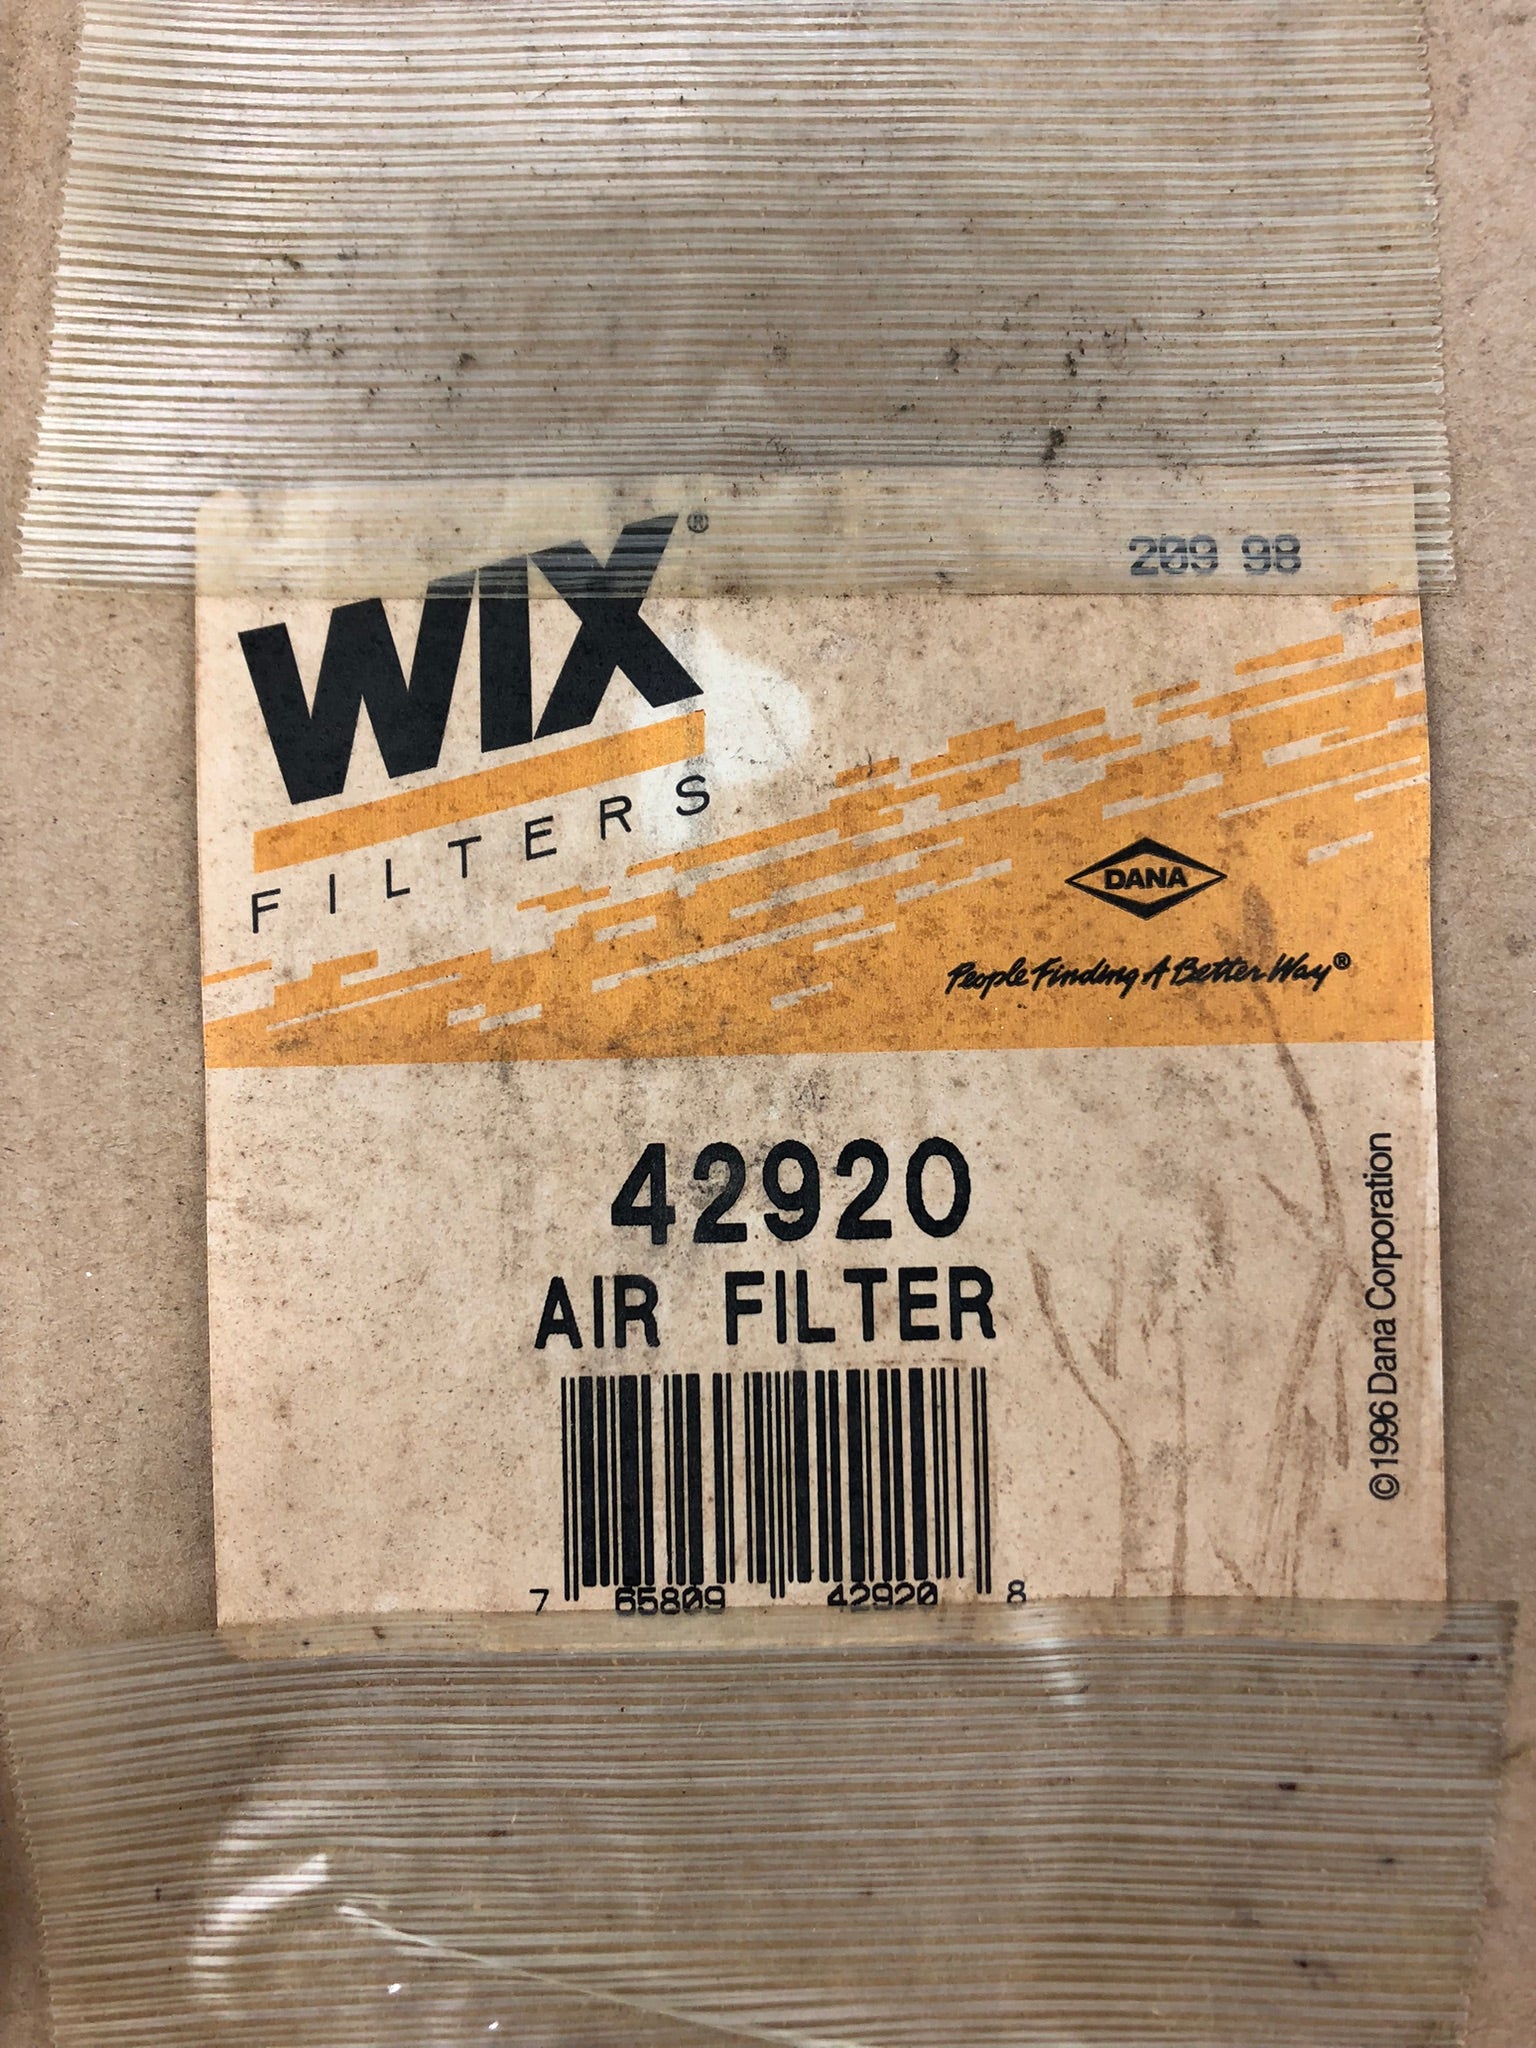 WIX®
209 98
FILTERS
DANA
People Finding A Better Way®
42920
AIR FILTER
7 65809 42920 8
©1996 Dana Corporation